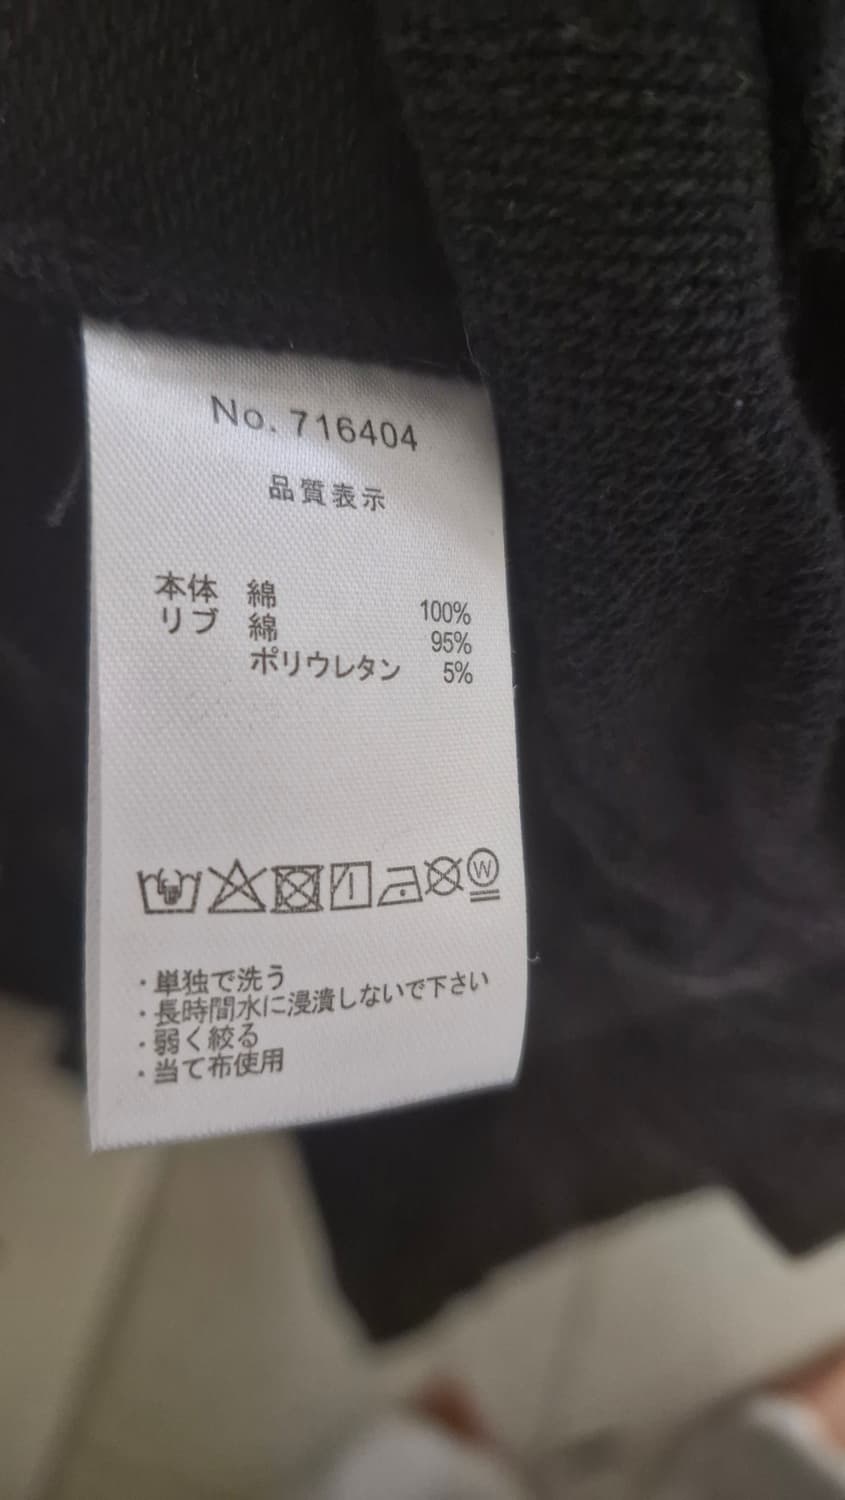 No. 716404
品質表示
本体 綿 100%
リブ 綿 95%
ポリウレタン 5%
W
・単独で洗う
・長時間水に浸漬しないで下さい
・弱く絞る
・当て布使用